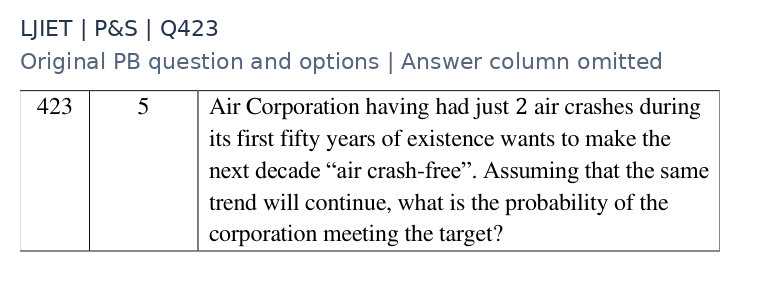 LJIET | P&S | Q423
Original PB question and options | Answer column omitted
423 5 Air Corporation having had just 2 air crashes during
its first fifty years of existence wants to make the
next decade “air crash-free”. Assuming that the same
trend will continue, what is the probability of the
corporation meeting the target?